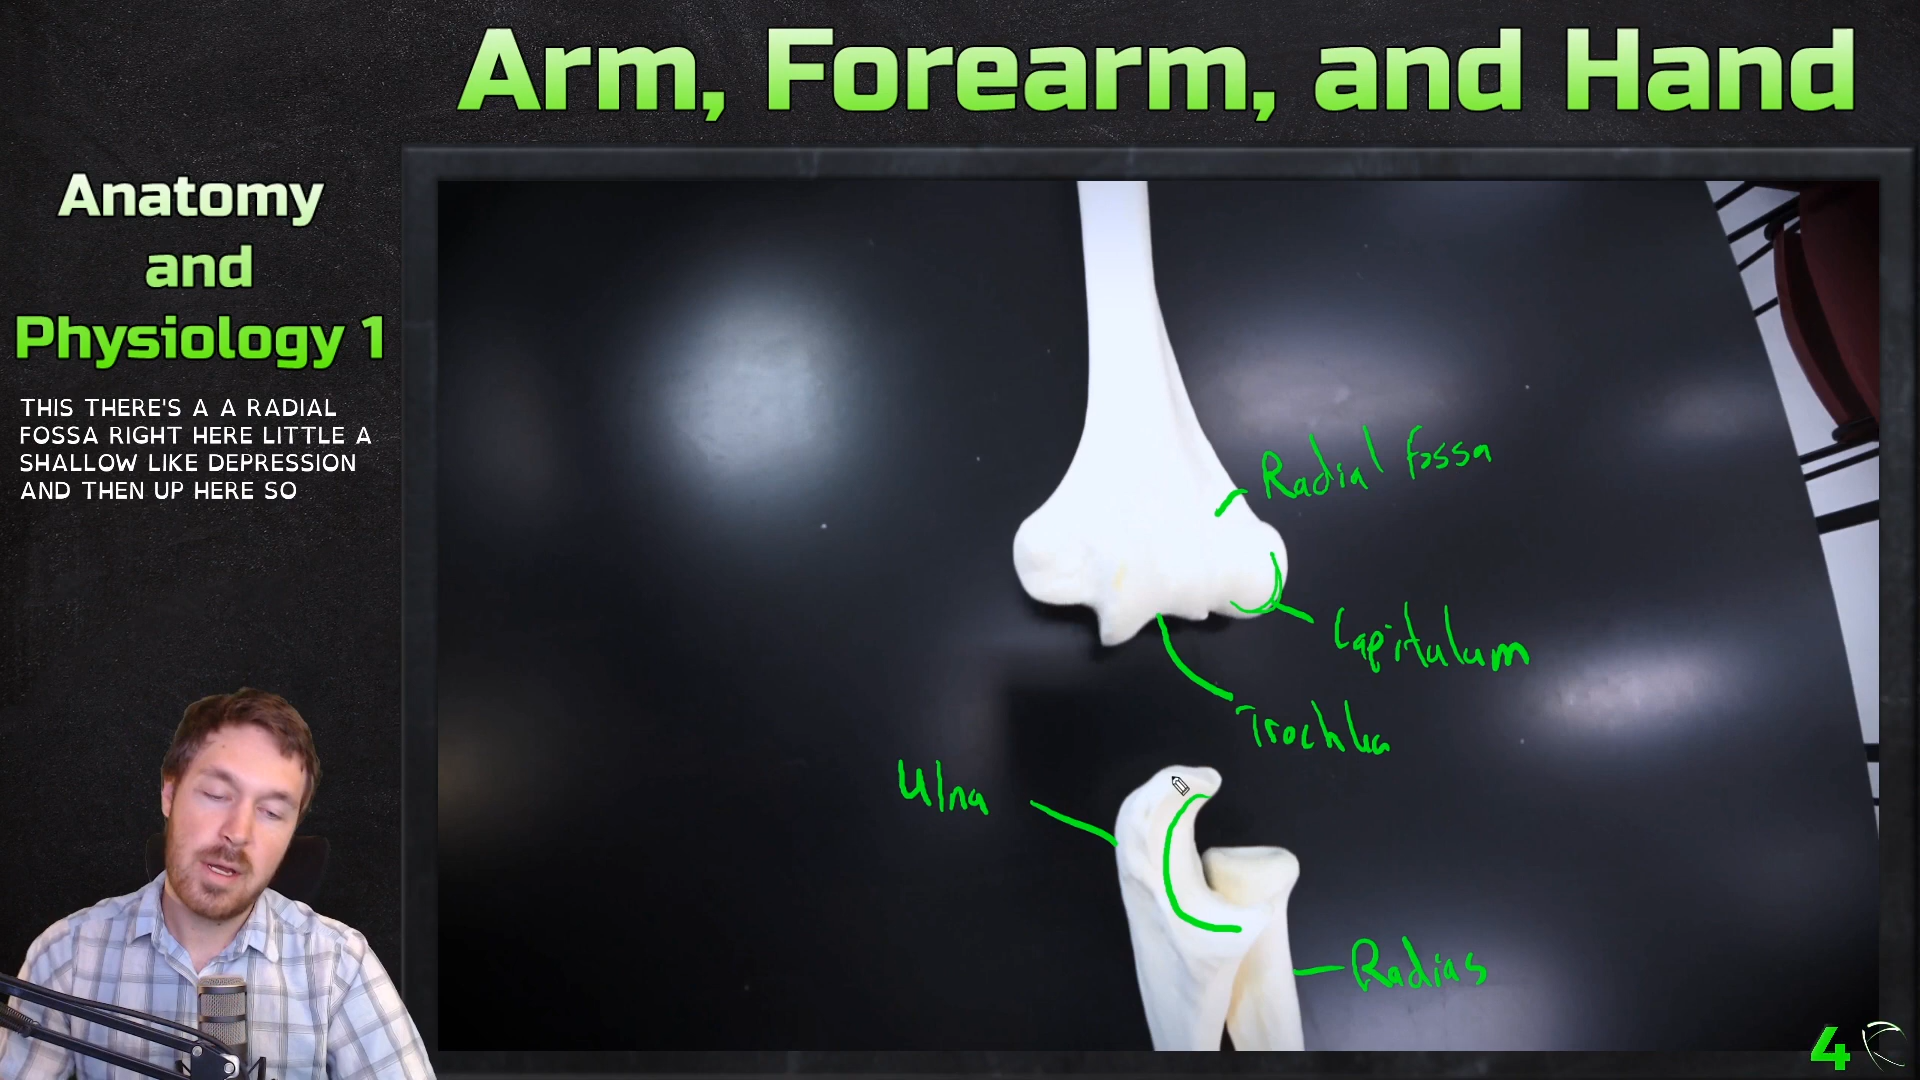 Arm, Forearm, and Hand
Anatomy
and
Physiology 1
THIS THERE'S A A RADIAL
FOSSA RIGHT HERE LITTLE A
SHALLOW LIKE DEPRESSION
AND THEN UP HERE SO
Radial fossa
Capitulum
Trochlea
Ulna
Radius
4